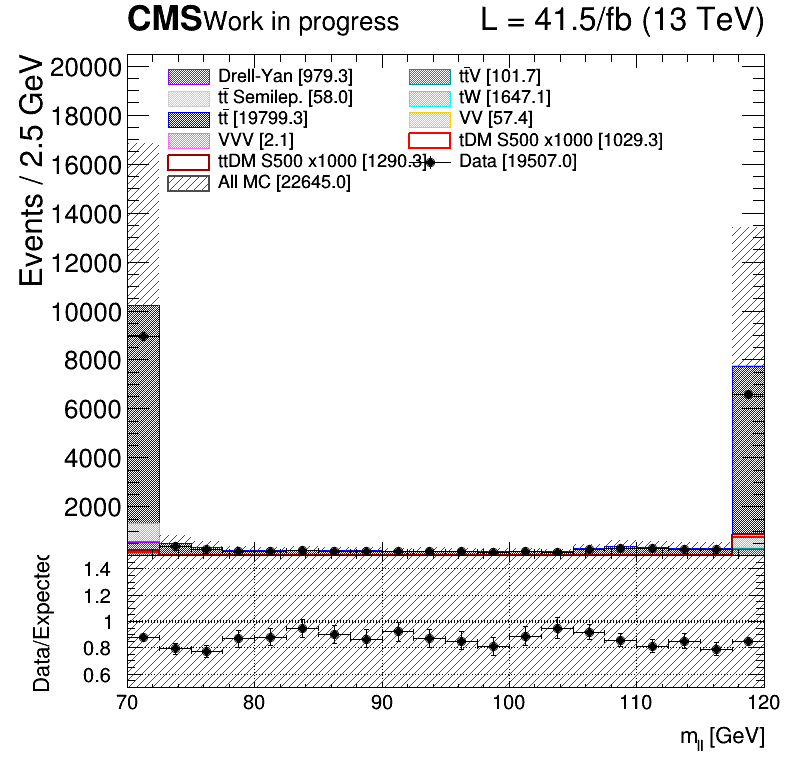 CMS Work in progress L = 41.5/fb (13 TeV)
Events / 2.5 GeV
20000
18000
16000
14000
12000
10000
8000
6000
4000
2000
Drell-Yan [979.3]
tt̄V [101.7]
tt̄ Semilep. [58.0]
tW [1647.1]
tt̄ [19799.3]
VV [57.4]
VVV [2.1]
tDM S500 x1000 [1029.3]
ttDM S500 x1000 [1290.3]
Data [19507.0]
All MC [22645.0]
Data/Expected
1.4
1.2
1
0.8
0.6
70 80 90 100 110 120
m_ll [GeV]